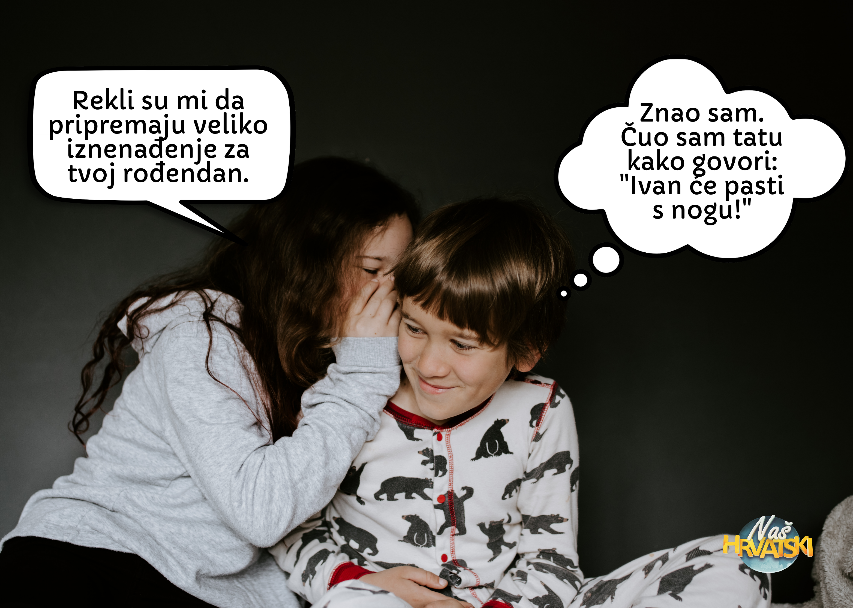 Rekli su mi da
pripremaju veliko
iznenađenje za
tvoj rođendan.
Znao sam.
Čuo sam tatu
kako govori:
"Ivan će pasti
s nogu!"
Naš
HRVATSKI